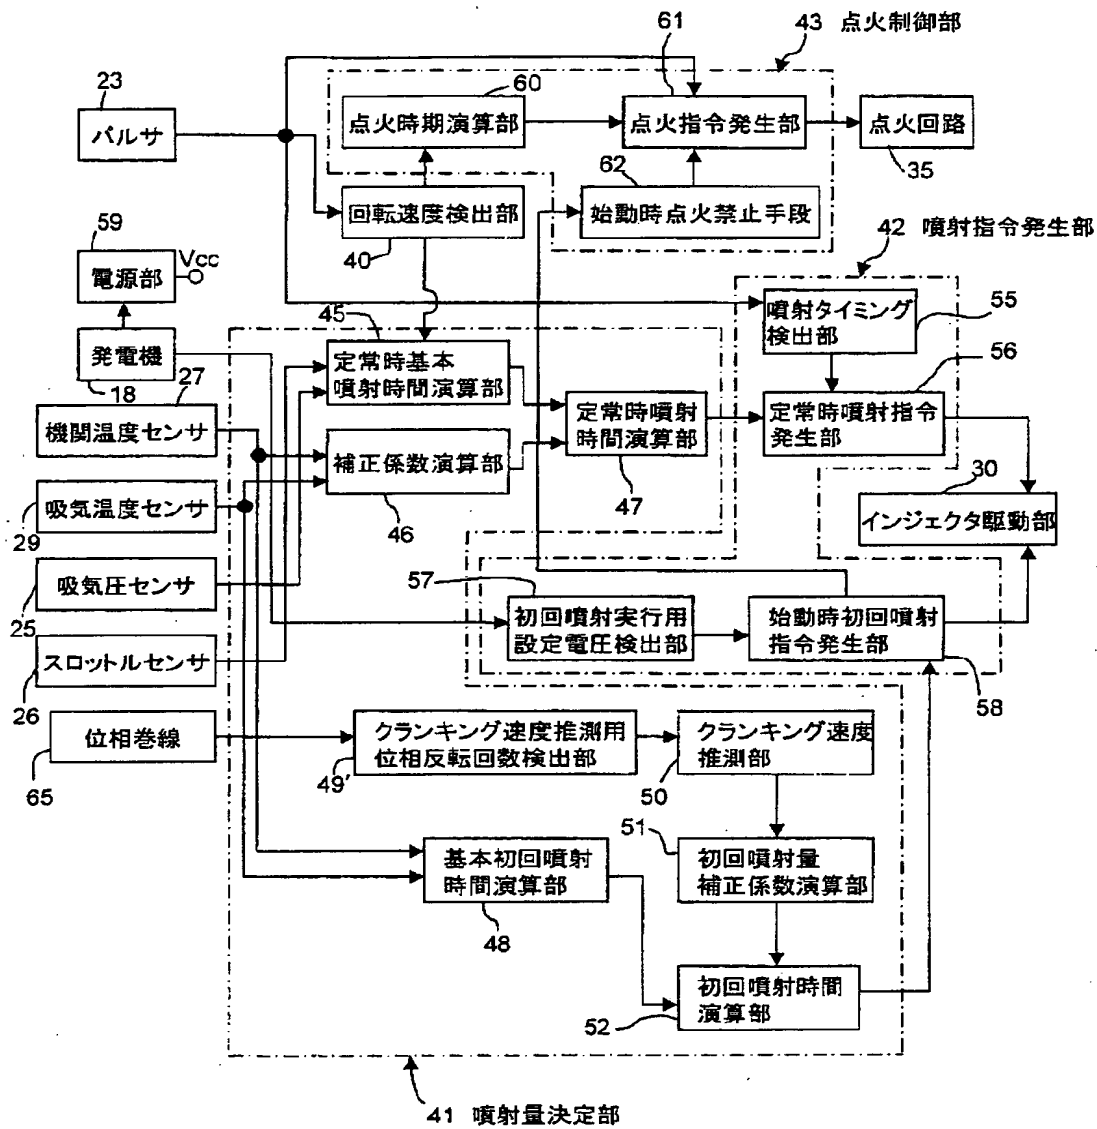 61
43 点火制御部
60
23
パルサ
点火時期演算部
点火指令発生部
点火回路
35
62
回転速度検出部
始動時点火禁止手段
40
42 噴射指令発生部
59
電源部
Vcc
噴射タイミング
検出部
55
45
発電機
18
定常時基本
噴射時間演算部
56
27
機関温度センサ
定常時噴射
時間演算部
定常時噴射指令
発生部
補正係数演算部
46
47
30
吸気温度センサ
29
インジェクタ駆動部
吸気圧センサ
25
57
初回噴射実行用
設定電圧検出部
始動時初回噴射
指令発生部
58
スロットルセンサ
26
位相巻線
65
クランキング速度推測用
位相反転回数検出部
49'
クランキング速度
推測部
50
51
基本初回噴射
時間演算部
48
初回噴射量
補正係数演算部
初回噴射時間
演算部
52
41 噴射量決定部